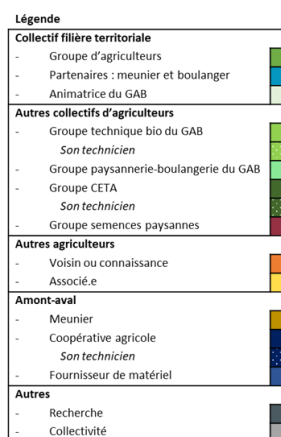 Légende
Collectif filière territoriale
- Groupe d'agriculteurs
- Partenaires : meunier et boulanger
- Animatrice du GAB
Autres collectifs d'agriculteurs
- Groupe technique bio du GAB
Son technicien
- Groupe paysannerie-boulangerie du GAB
- Groupe CETA
Son technicien
- Groupe semences paysannes
Autres agriculteurs
- Voisin ou connaissance
- Associé.e
Amont-aval
- Meunier
- Coopérative agricole
Son technicien
- Fournisseur de matériel
Autres
- Recherche
- Collectivité